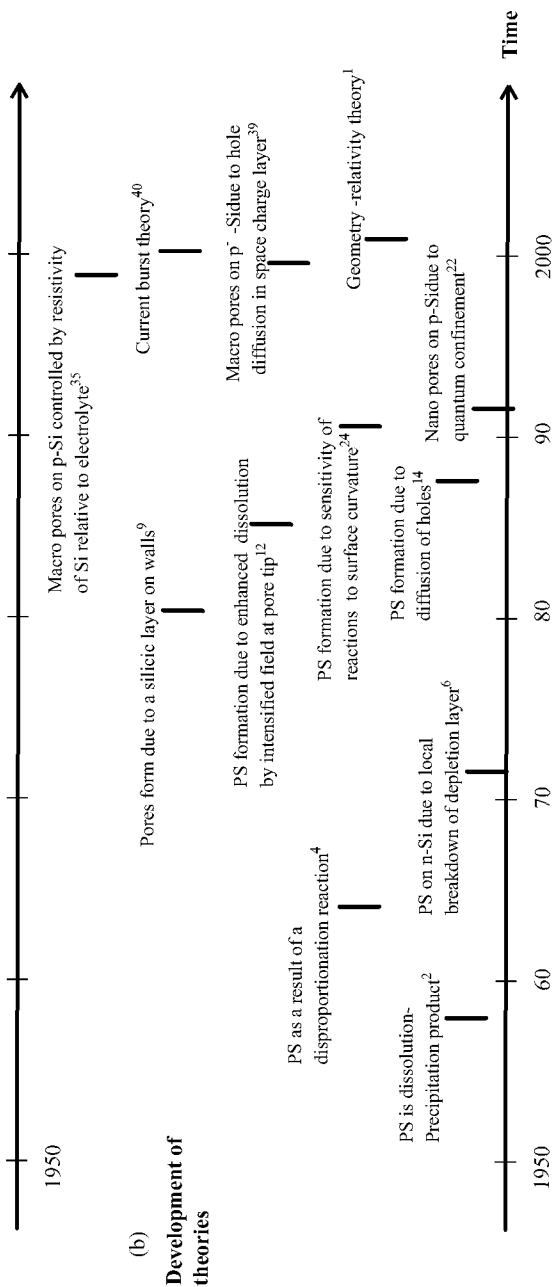 1950
(b)
Development of
theories
Macro pores on p-Si controlled by resistivity
of Si relative to electrolyte35
Pores form due to a silicic layer on walls9
Current burst theory40
PS formation due to enhanced dissolution
by intensified field at pore tip12
Macro pores on p- -Sidue to hole
diffusion in space charge layer39
PS as a result of a
disproportionation reaction4
PS formation due to sensitivity of
reactions to surface curvature24
Geometry -relativity theory1
PS is dissolution-
Precipitation product2
PS on n-Si due to local
breakdown of depletion layer6
PS formation due to
diffusion of holes14
Nano pores on p-Sidue to
quantum confinement22
Time
1950
60
70
80
90
2000